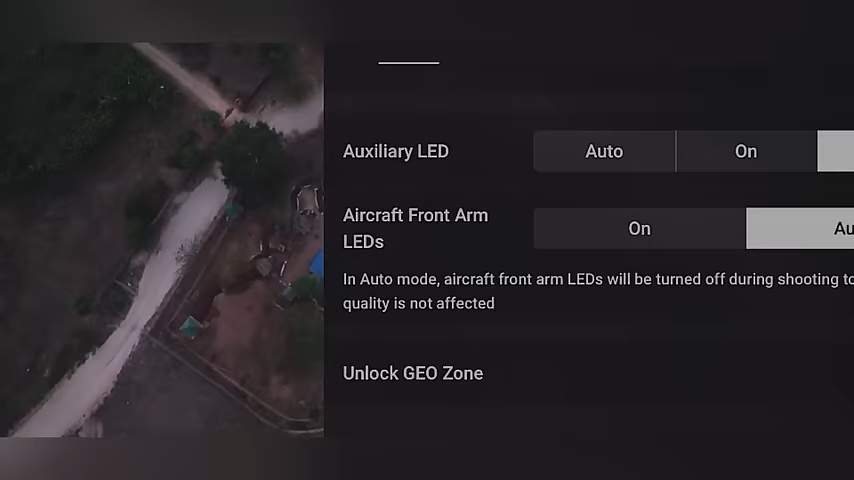 Auxiliary LED
Auto
On
Aircraft Front Arm
LEDs
On
Au
In Auto mode, aircraft front arm LEDs will be turned off during shooting to
quality is not affected
Unlock GEO Zone